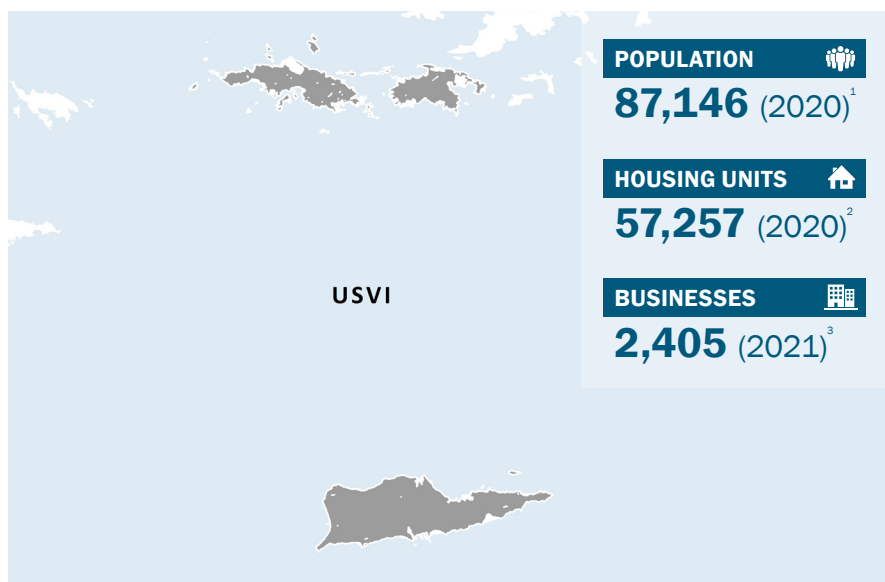 POPULATION
87,146 (2020)1
HOUSING UNITS
57,257 (2020)2
USVI
BUSINESSES
2,405 (2021)3